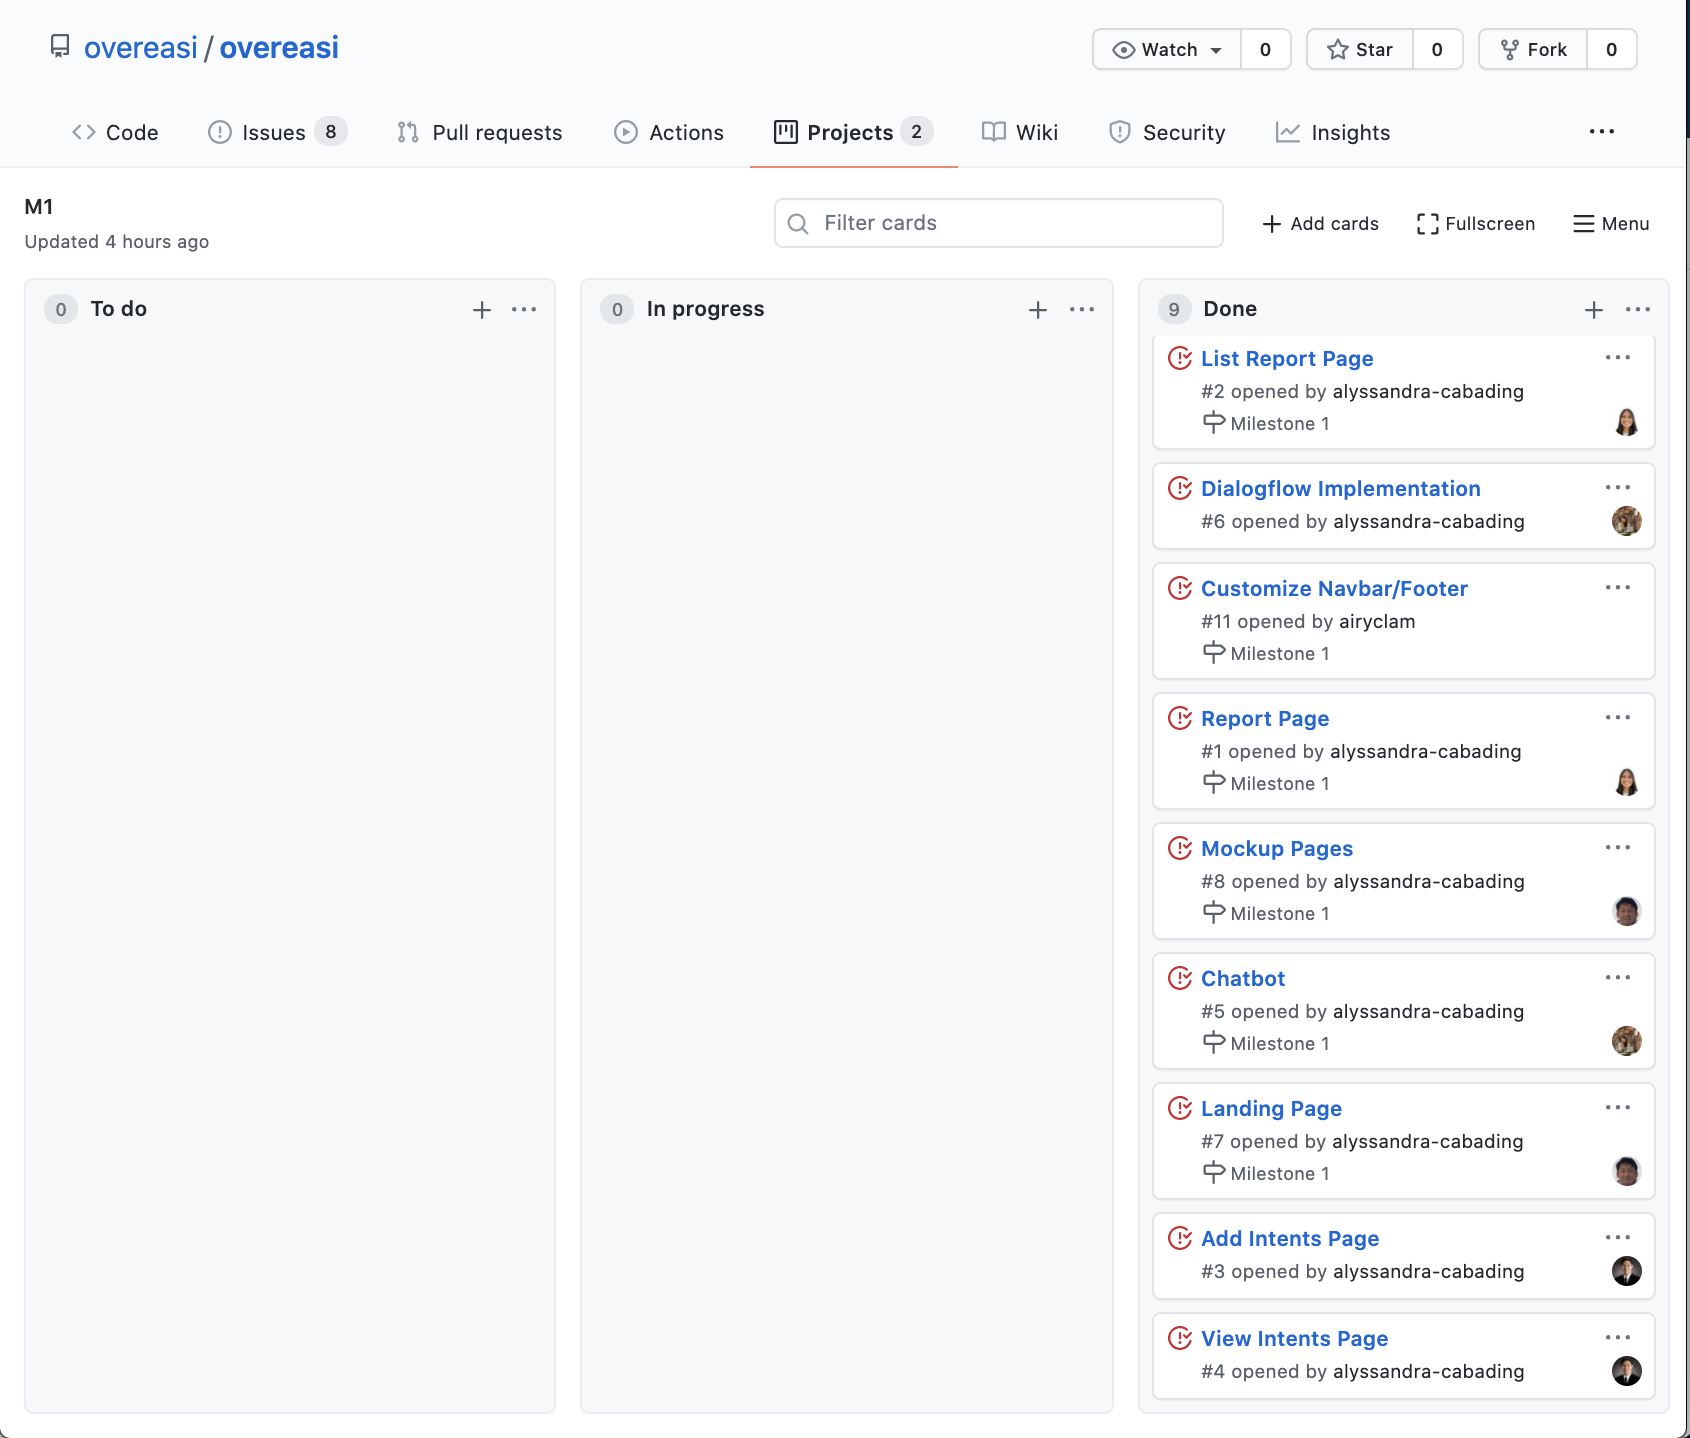 overeasi / overeasi
Watch 0 Star 0 Fork 0
Code Issues 8 Pull requests Actions Projects 2 Wiki Security Insights
M1
Updated 4 hours ago
Filter cards
Add cards Fullscreen Menu
0 To do
0 In progress
9 Done
List Report Page
#2 opened by alyssandra-cabading
Milestone 1
Dialogflow Implementation
#6 opened by alyssandra-cabading
Customize Navbar/Footer
#11 opened by airyclam
Milestone 1
Report Page
#1 opened by alyssandra-cabading
Milestone 1
Mockup Pages
#8 opened by alyssandra-cabading
Milestone 1
Chatbot
#5 opened by alyssandra-cabading
Milestone 1
Landing Page
#7 opened by alyssandra-cabading
Milestone 1
Add Intents Page
#3 opened by alyssandra-cabading
View Intents Page
#4 opened by alyssandra-cabading